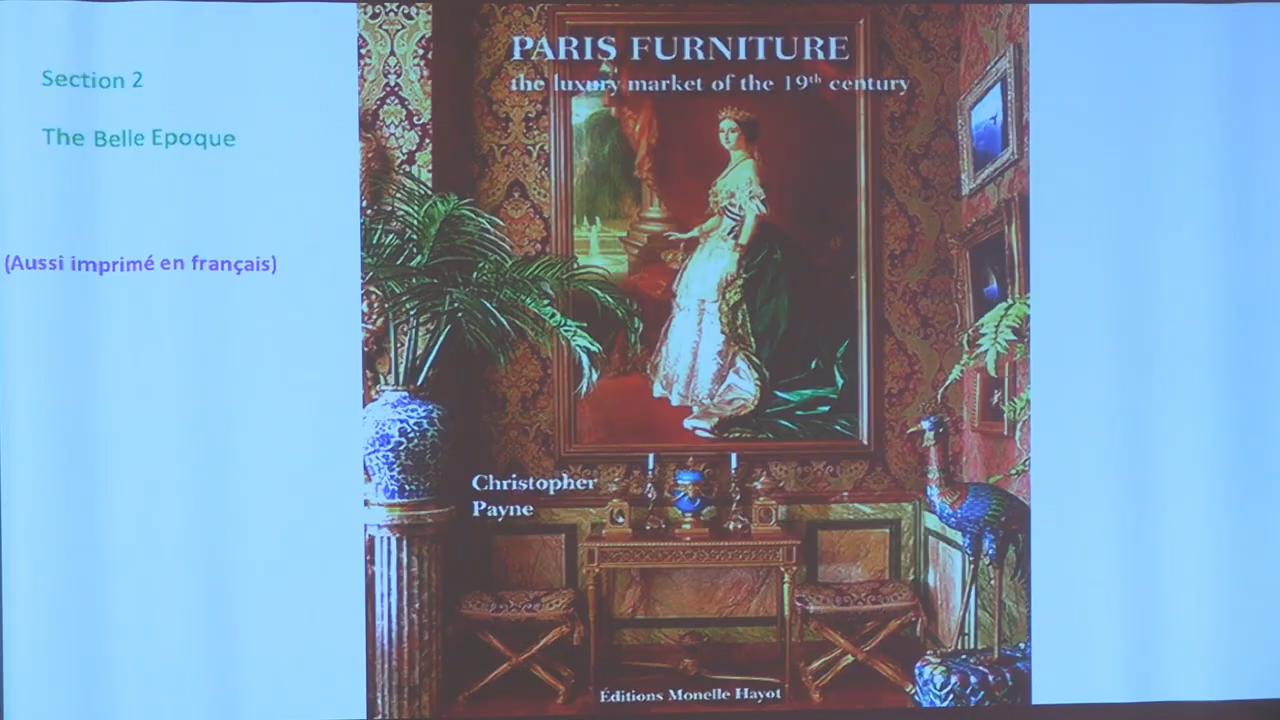 Section 2
The Belle Epoque
(Aussi imprimé en français)
PARIS FURNITURE
the luxury market of the 19th century
Christopher
Payne
Éditions Monelle Hayot